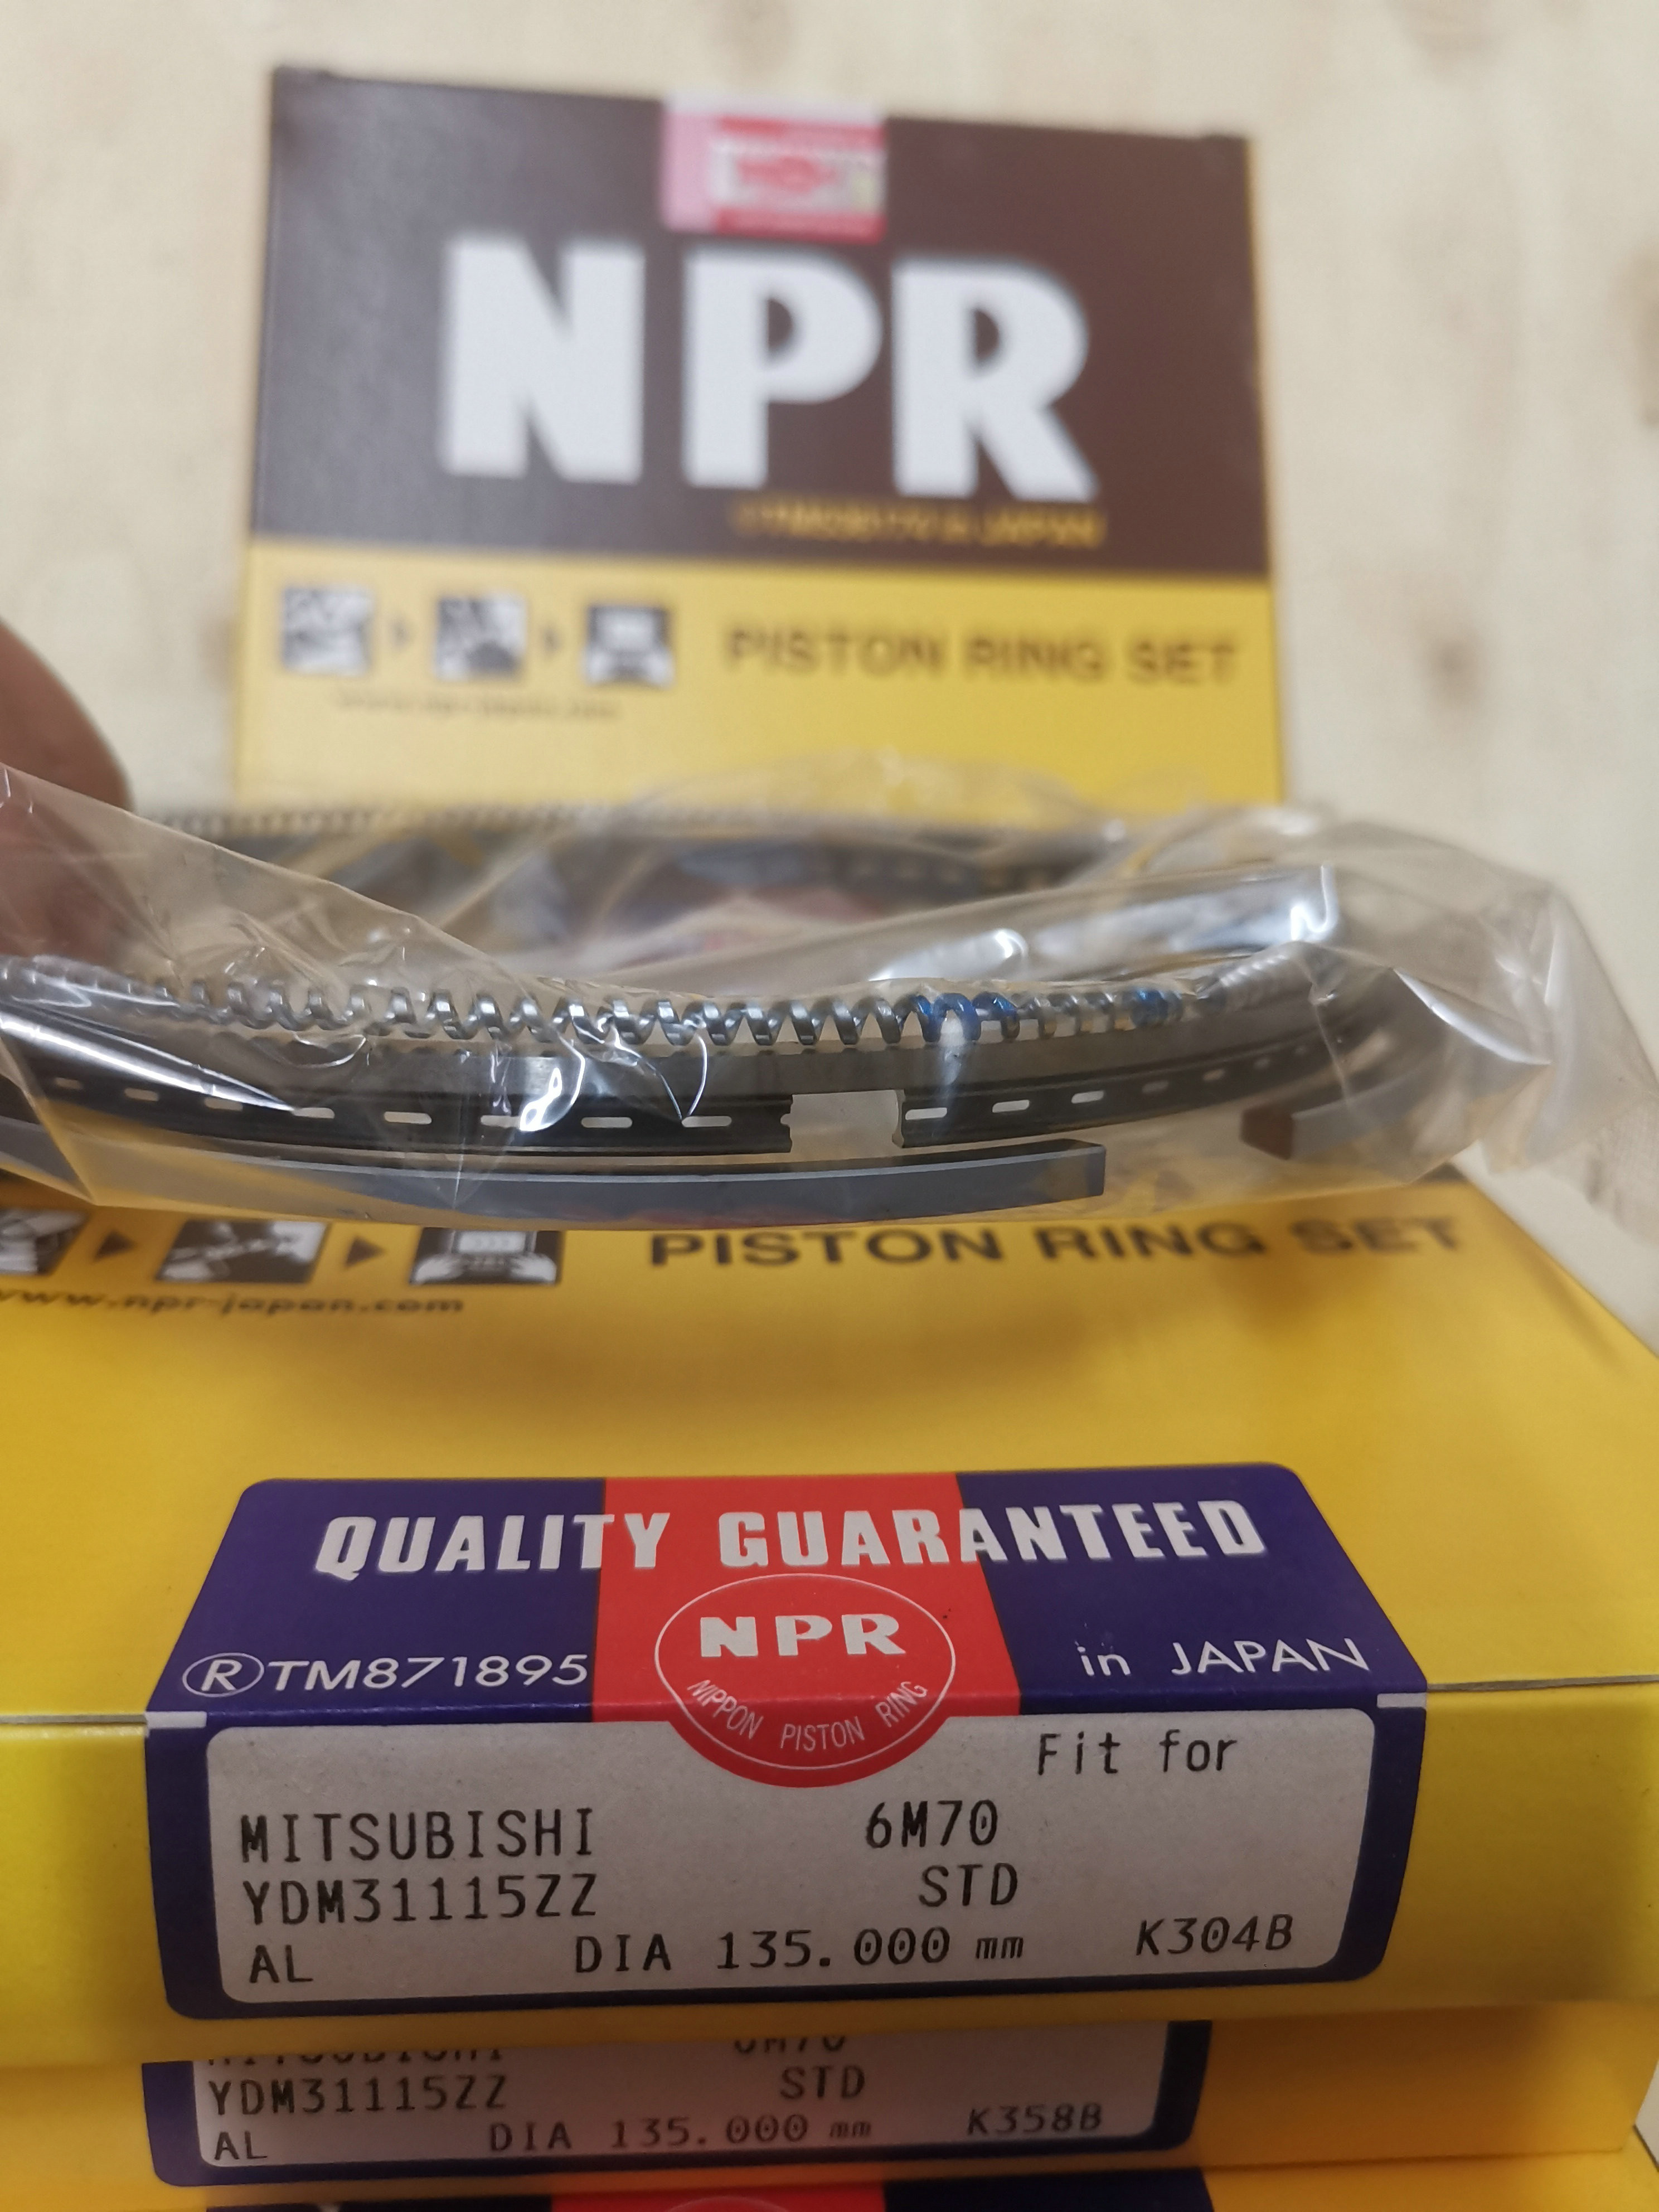 NPR
PISTON RING SET
PISTON RING SET
www.npr-japan.com
QUALITY GUARANTEED
NPR
®TM871895
in JAPAN
NIPPON PISTON RING
Fit for
MITSUBISHI 6M70
YDM31115ZZ STD
AL DIA 135.000 mm K304B
YDM31115ZZ STD
AL DIA 135.000 mm K358B